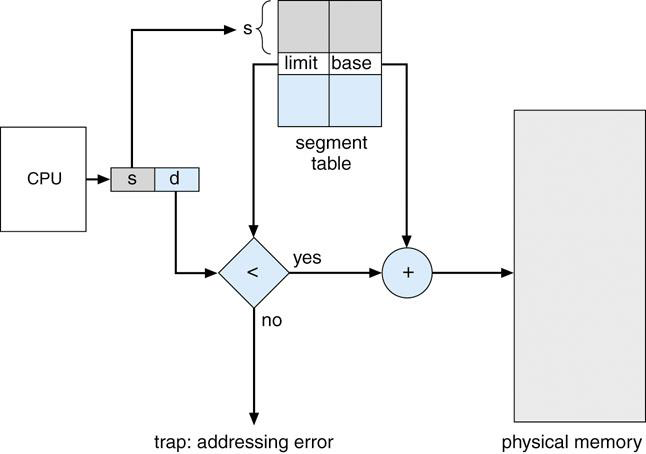 s
limit base
segment
table
CPU
s d
<
yes
+
no
trap: addressing error
physical memory